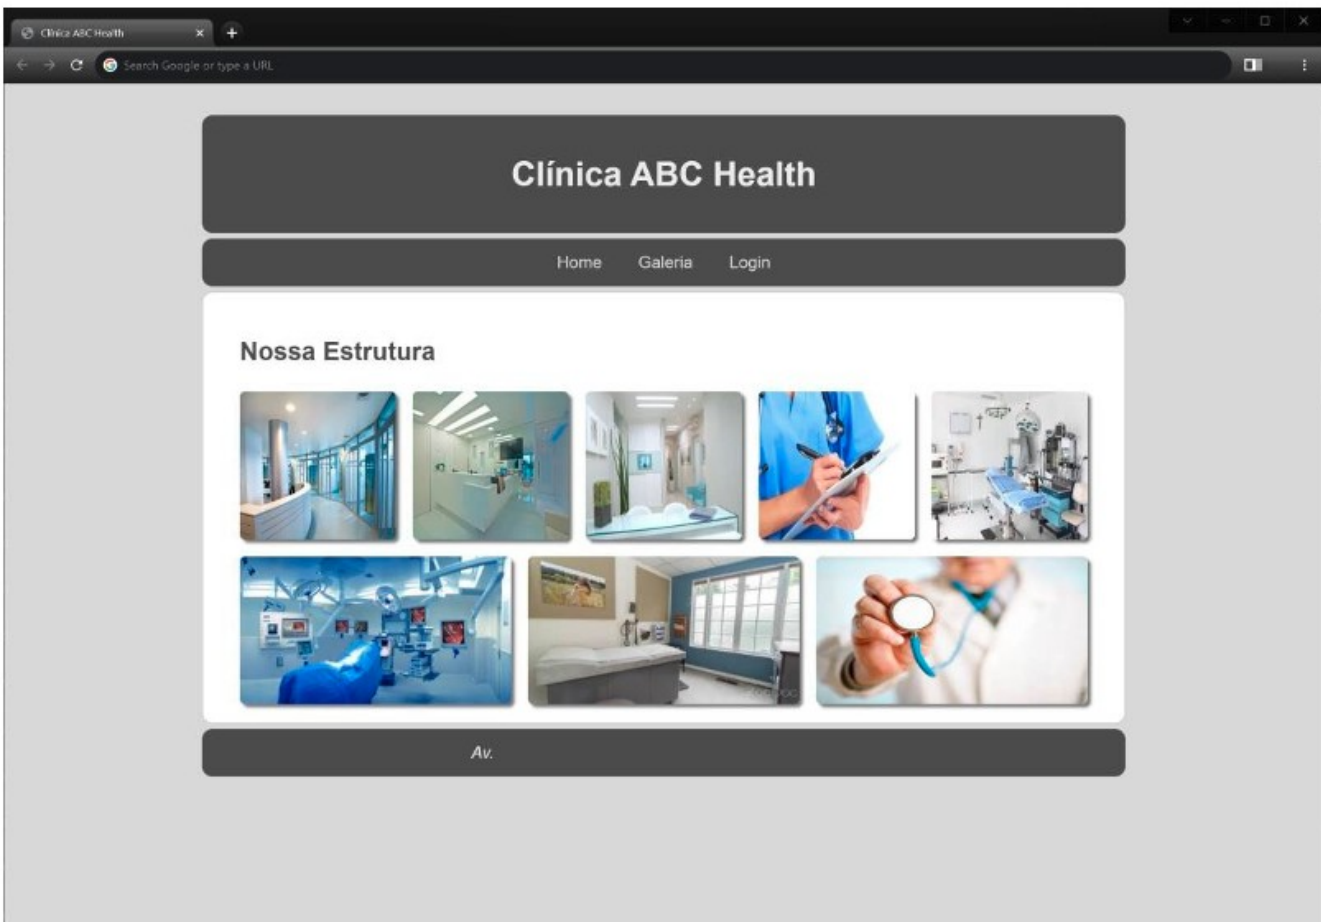 Clínica ABC Health
Search Google or type a URL
Clínica ABC Health
Home Galeria Login
Nossa Estrutura
Av.